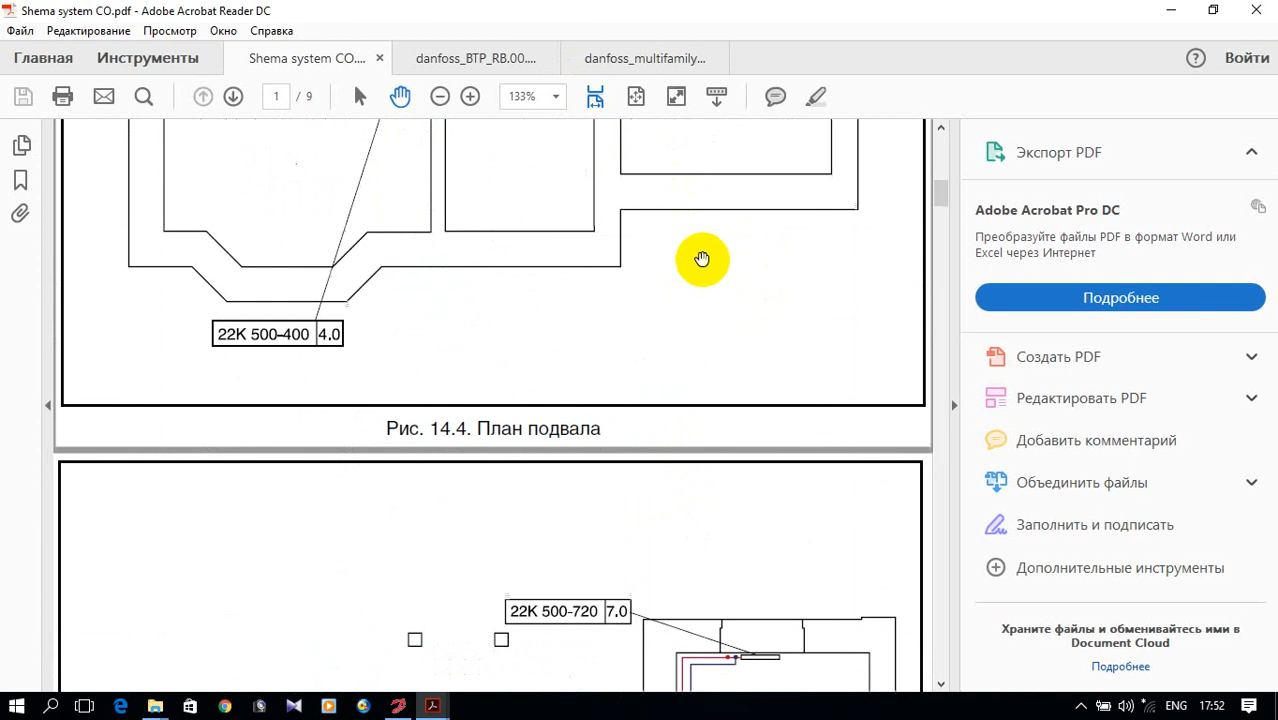 Shema system CO.pdf - Adobe Acrobat Reader DC
Файл Редактирование Просмотр Окно Справка
Главная Инструменты Shema system CO.... × danfoss_BTP_RB.00.... danfoss_multifamily... Войти
1 / 9 133%
22K 500-400 4.0
Рис. 14.4. План подвала
22K 500-720 7.0
Экспорт PDF
Adobe Acrobat Pro DC
Преобразуйте файлы PDF в формат Word или
Excel через Интернет
Подробнее
Создать PDF
Редактировать PDF
Добавить комментарий
Объединить файлы
Заполнить и подписать
Дополнительные инструменты
Храните файлы и обменивайтесь ими в
Document Cloud
Подробнее
ENG 17:52